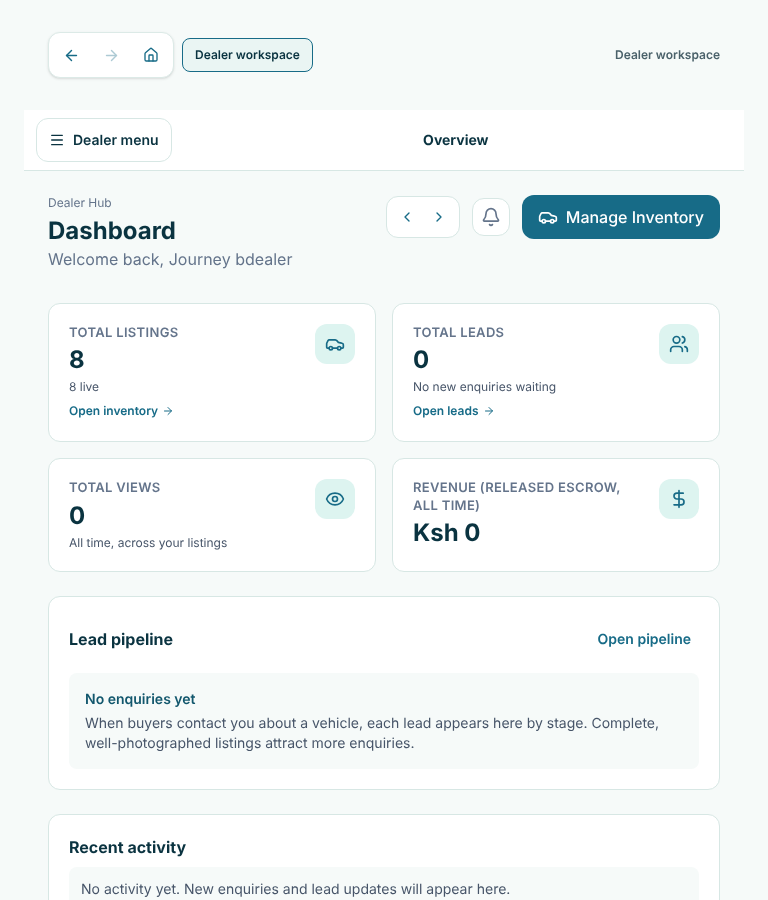 Dealer workspace
Dealer workspace
Dealer menu
Overview
Dealer Hub
Dashboard
Welcome back, Journey bdealer
Manage Inventory
TOTAL LISTINGS
8
8 live
Open inventory →
TOTAL LEADS
0
No new enquiries waiting
Open leads →
TOTAL VIEWS
0
All time, across your listings
REVENUE (RELEASED ESCROW,
ALL TIME)
Ksh 0
Lead pipeline
Open pipeline
No enquiries yet
When buyers contact you about a vehicle, each lead appears here by stage. Complete,
well-photographed listings attract more enquiries.
Recent activity
No activity yet. New enquiries and lead updates will appear here.